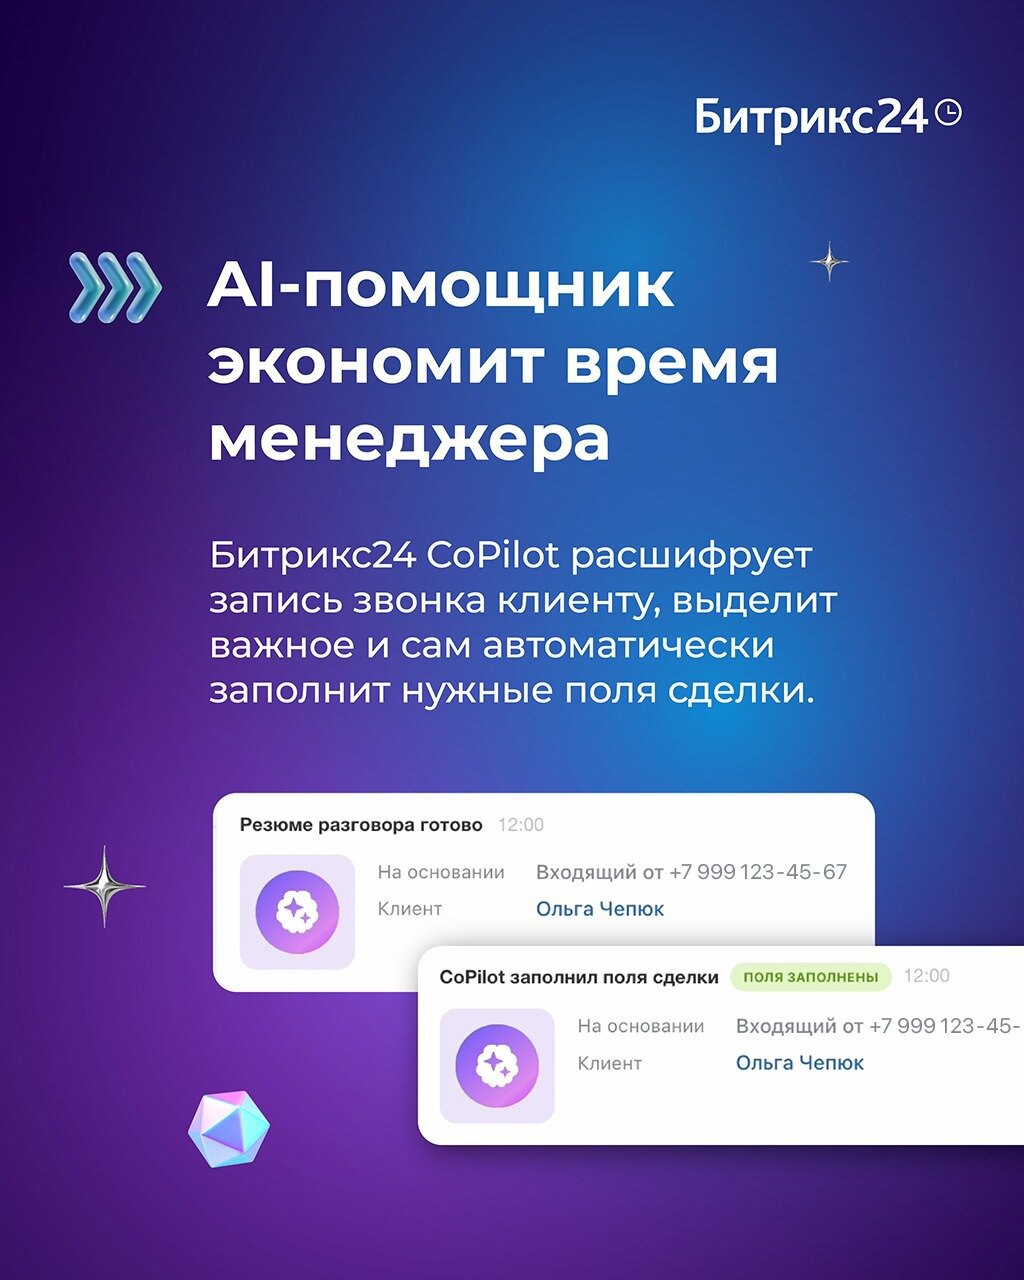 Битрикс24
AI-помощник
экономит время
менеджера
Битрикс24 CoPilot расшифрует
запись звонка клиенту, выделит
важное и сам автоматически
заполнит нужные поля сделки.
Резюме разговора готово 12:00
На основании Входящий от +7 999 123-45-67
Клиент Ольга Чепюк
CoPilot заполнил поля сделки ПОЛЯ ЗАПОЛНЕНЫ 12:00
На основании Входящий от +7 999 123-45-
Клиент Ольга Чепюк